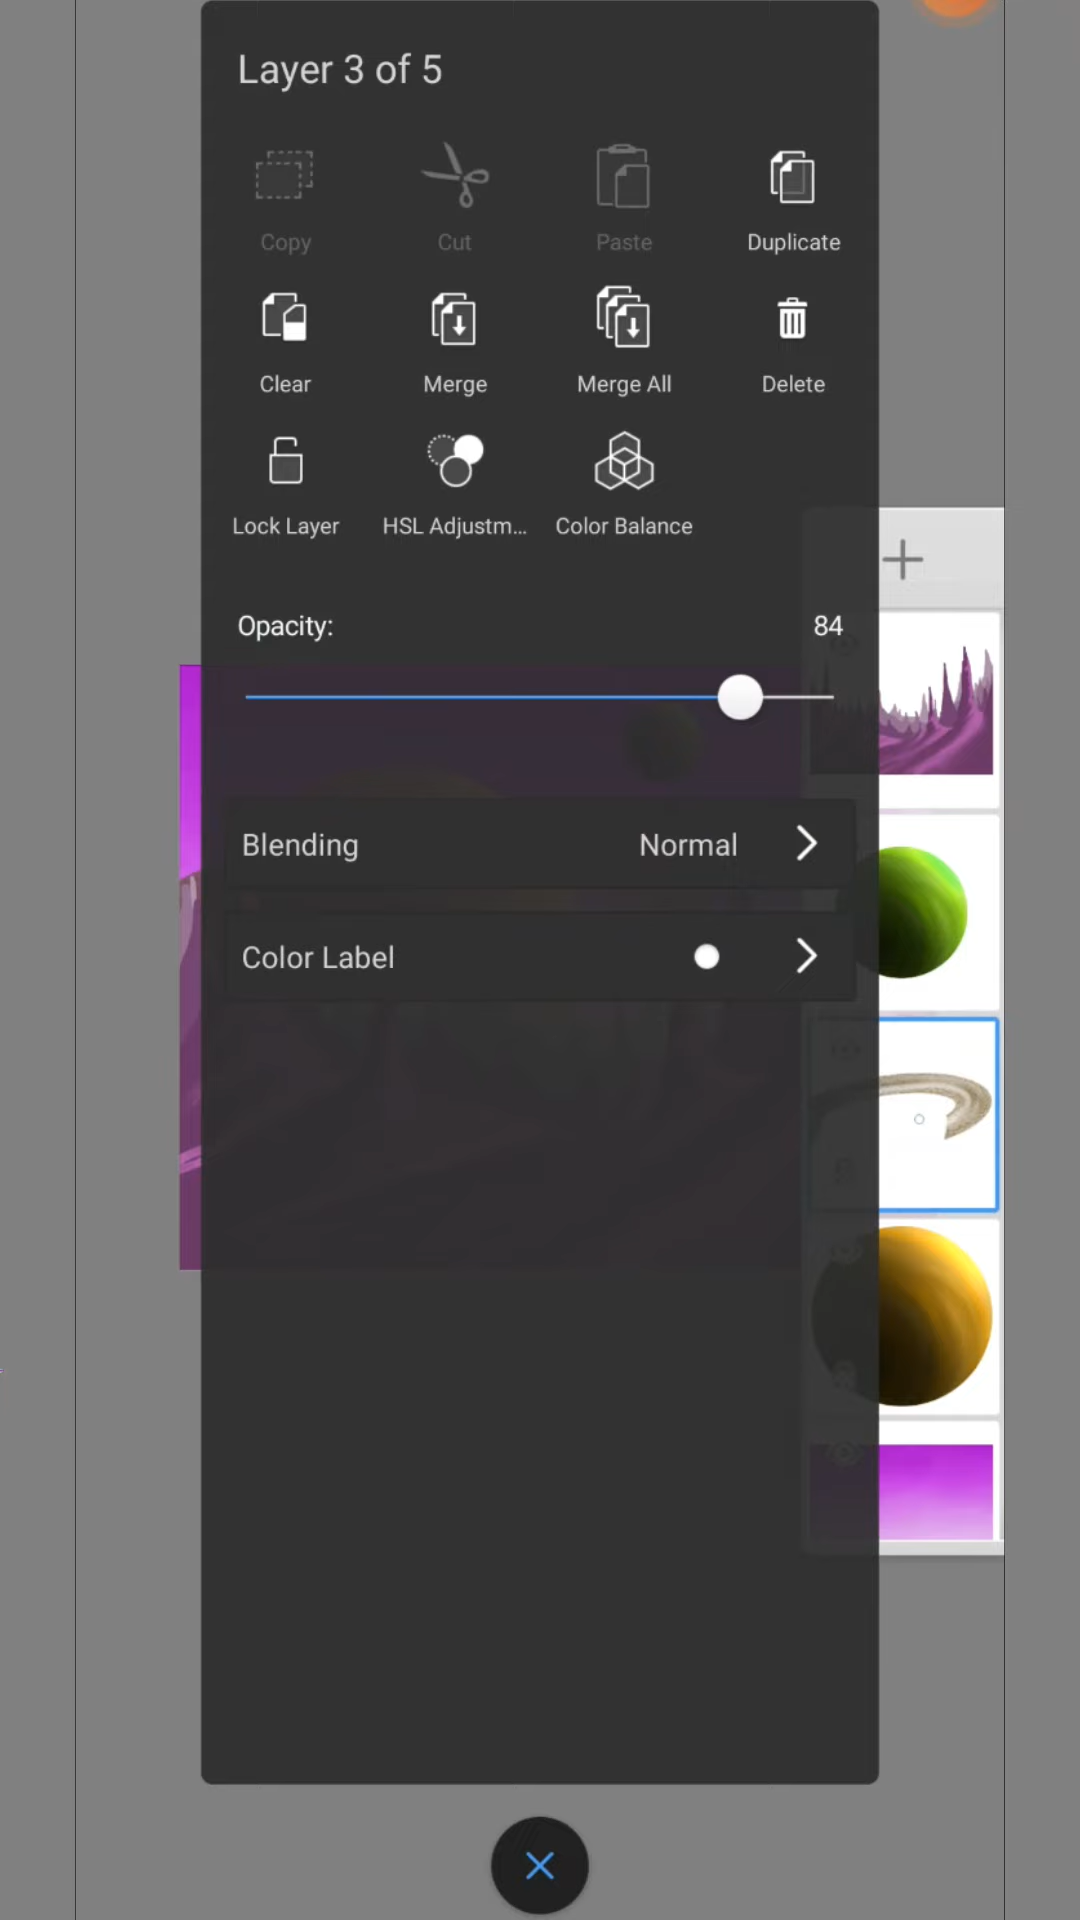 Layer 3 of 5
Copy Cut Paste Duplicate
Clear Merge Merge All Delete
Lock Layer HSL Adjustm... Color Balance
Opacity: 84
Blending Normal
Color Label